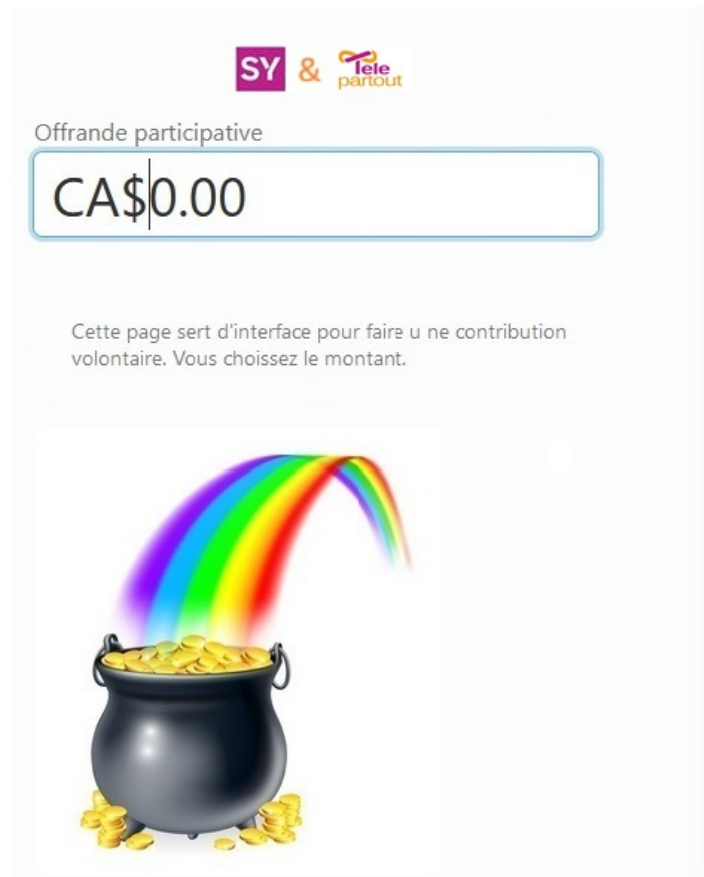 SY & Tele
partout
Offrande participative
CA$0.00
Cette page sert d'interface pour faire u ne contribution
volontaire. Vous choissez le montant.